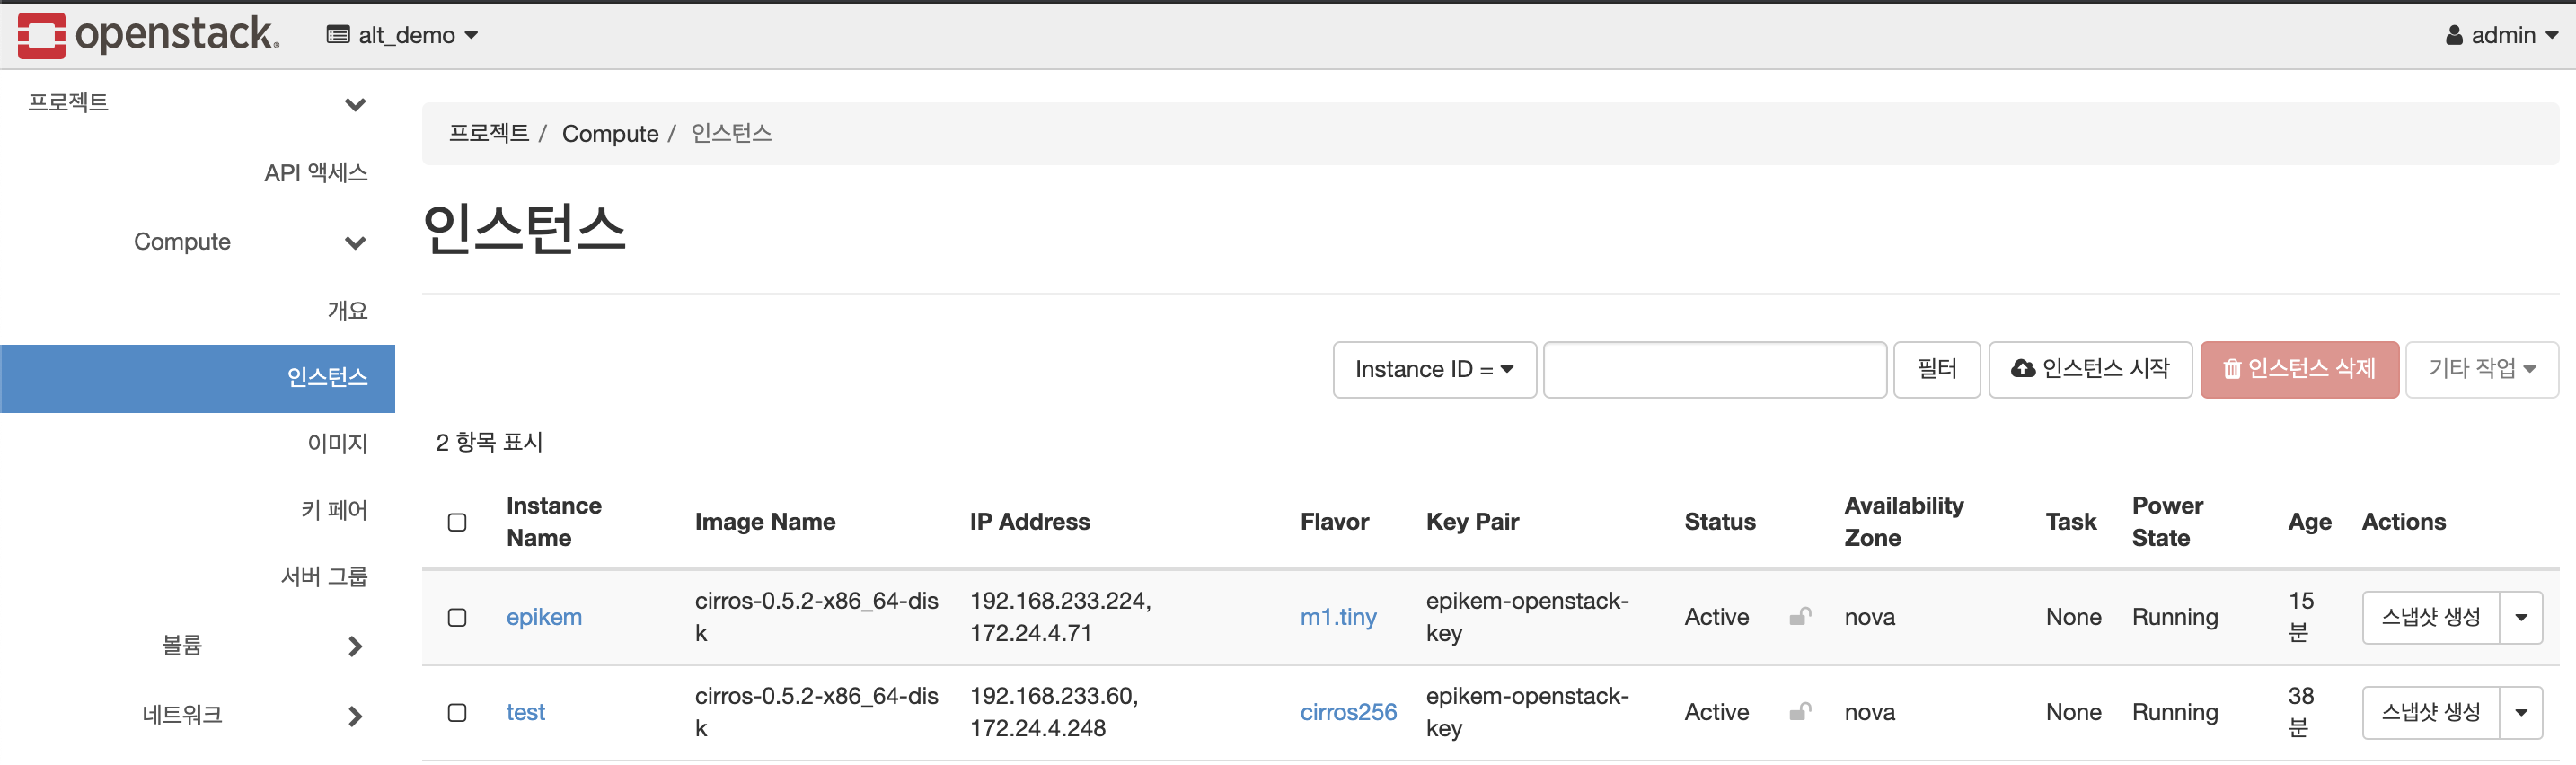 openstack.
alt_demo
admin
프로젝트
API 액세스
Compute
개요
인스턴스
이미지
키 페어
서버 그룹
볼륨
네트워크
프로젝트 / Compute / 인스턴스
인스턴스
Instance ID =
필터
인스턴스 시작
인스턴스 삭제
기타 작업
2 항목 표시
Instance
Name
Image Name
IP Address
Flavor
Key Pair
Status
Availability
Zone
Task
Power
State
Age
Actions
epikem
cirros-0.5.2-x86_64-dis
k
192.168.233.224,
172.24.4.71
m1.tiny
epikem-openstack-
key
Active
nova
None
Running
15
분
스냅샷 생성
test
cirros-0.5.2-x86_64-dis
k
192.168.233.60,
172.24.4.248
cirros256
epikem-openstack-
key
Active
nova
None
Running
38
분
스냅샷 생성